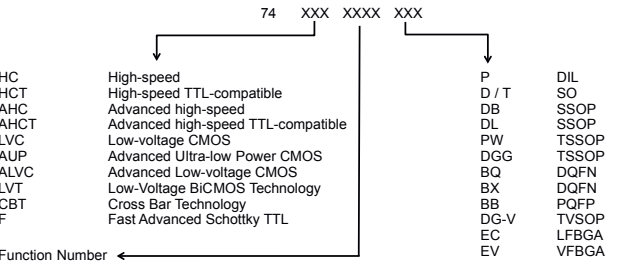 74 XXX XXXX XXX
HC High-speed
HCT High-speed TTL-compatible
AHC Advanced high-speed
AHCT Advanced high-speed TTL-compatible
LVC Low-voltage CMOS
AUP Advanced Ultra-low Power CMOS
ALVC Advanced Low-voltage CMOS
LVT Low-Voltage BiCMOS Technology
CBT Cross Bar Technology
F Fast Advanced Schottky TTL
Function Number
P DIL
D / T SO
DB SSOP
DL SSOP
PW TSSOP
DGG TSSOP
BQ DQFN
BX DQFN
BB PQFP
DG-V TVSOP
EC LFBGA
EV VFBGA